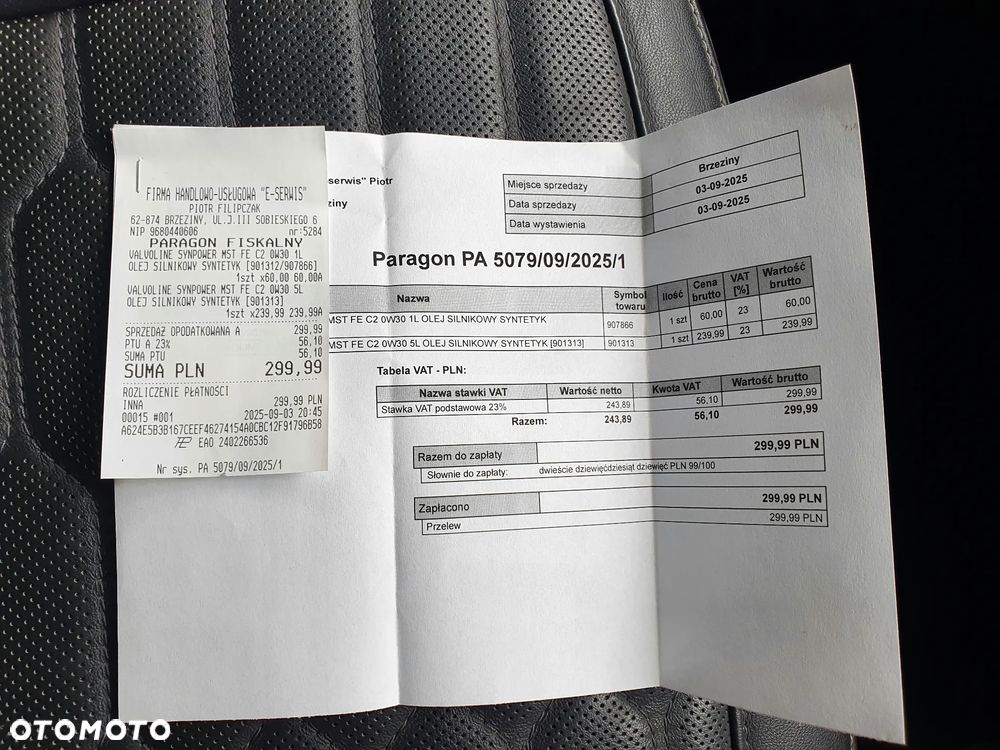 FIRMA HANDLOWO-USŁUGOWA "E-SERWIS"
PIOTR FILIPCZAK
62-874 BRZEZINY, UL.J.III SOBIESKIEGO 6
NIP 9680440606 nr:5284
PARAGON FISKALNY
VALVOLINE SYNPOWER MST FE C2 0W30 1L
OLEJ SILNIKOWY SYNTETYK [901312/907866]
1szt x60,00 60,00A
VALVOLINE SYNPOWER MST FE C2 0W30 5L
OLEJ SILNIKOWY SYNTETYK [901313]
1szt x239,99 239,99A
SPRZEDAŻ OPODATKOWANA A 299,99
PTU A 23% 56,10
SUMA PTU 56,10
SUMA PLN 299,99
ROZLICZENIE PŁATNOŚCI
INNA 299,99 PLN
00015 #001 2025-09-03 20:45
A624E5B3B167CEEF46274154A0CBC12F91796B58
EAO 2402266536
Nr sys. PA 5079/09/2025/1
serwis" Piotr
ziny
Miejsce sprzedaży Brzeziny
Data sprzedaży 03-09-2025
Data wystawienia 03-09-2025
Paragon PA 5079/09/2025/1
Nazwa Symbol towaru Ilość Cena brutto VAT [%] Wartość brutto
MST FE C2 0W30 1L OLEJ SILNIKOWY SYNTETYK 907866 1 szt 60,00 23 60,00
MST FE C2 0W30 5L OLEJ SILNIKOWY SYNTETYK [901313] 901313 1 szt 239,99 23 239,99
Tabela VAT - PLN:
Nazwa stawki VAT Wartość netto Kwota VAT Wartość brutto
Stawka VAT podstawowa 23% 243,89 56,10 299,99
Razem: 243,89 56,10 299,99
Razem do zapłaty 299,99 PLN
Słownie do zapłaty: dwieście dziewięćdziesiąt dziewięć PLN 99/100
Zapłacono 299,99 PLN
Przelew 299,99 PLN
OTOMOTO